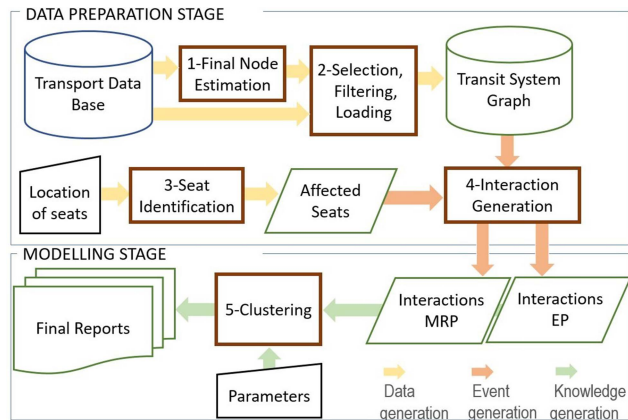 DATA PREPARATION STAGE
Transport Data
Base
1-Final Node
Estimation
2-Selection,
Filtering,
Loading
Transit System
Graph
Location
of seats
3-Seat
Identification
Affected
Seats
4-Interaction
Generation
MODELLING STAGE
Final Reports
5-Clustering
Interactions
MRP
Interactions
EP
Parameters
Data
generation
Event
generation
Knowledge
generation